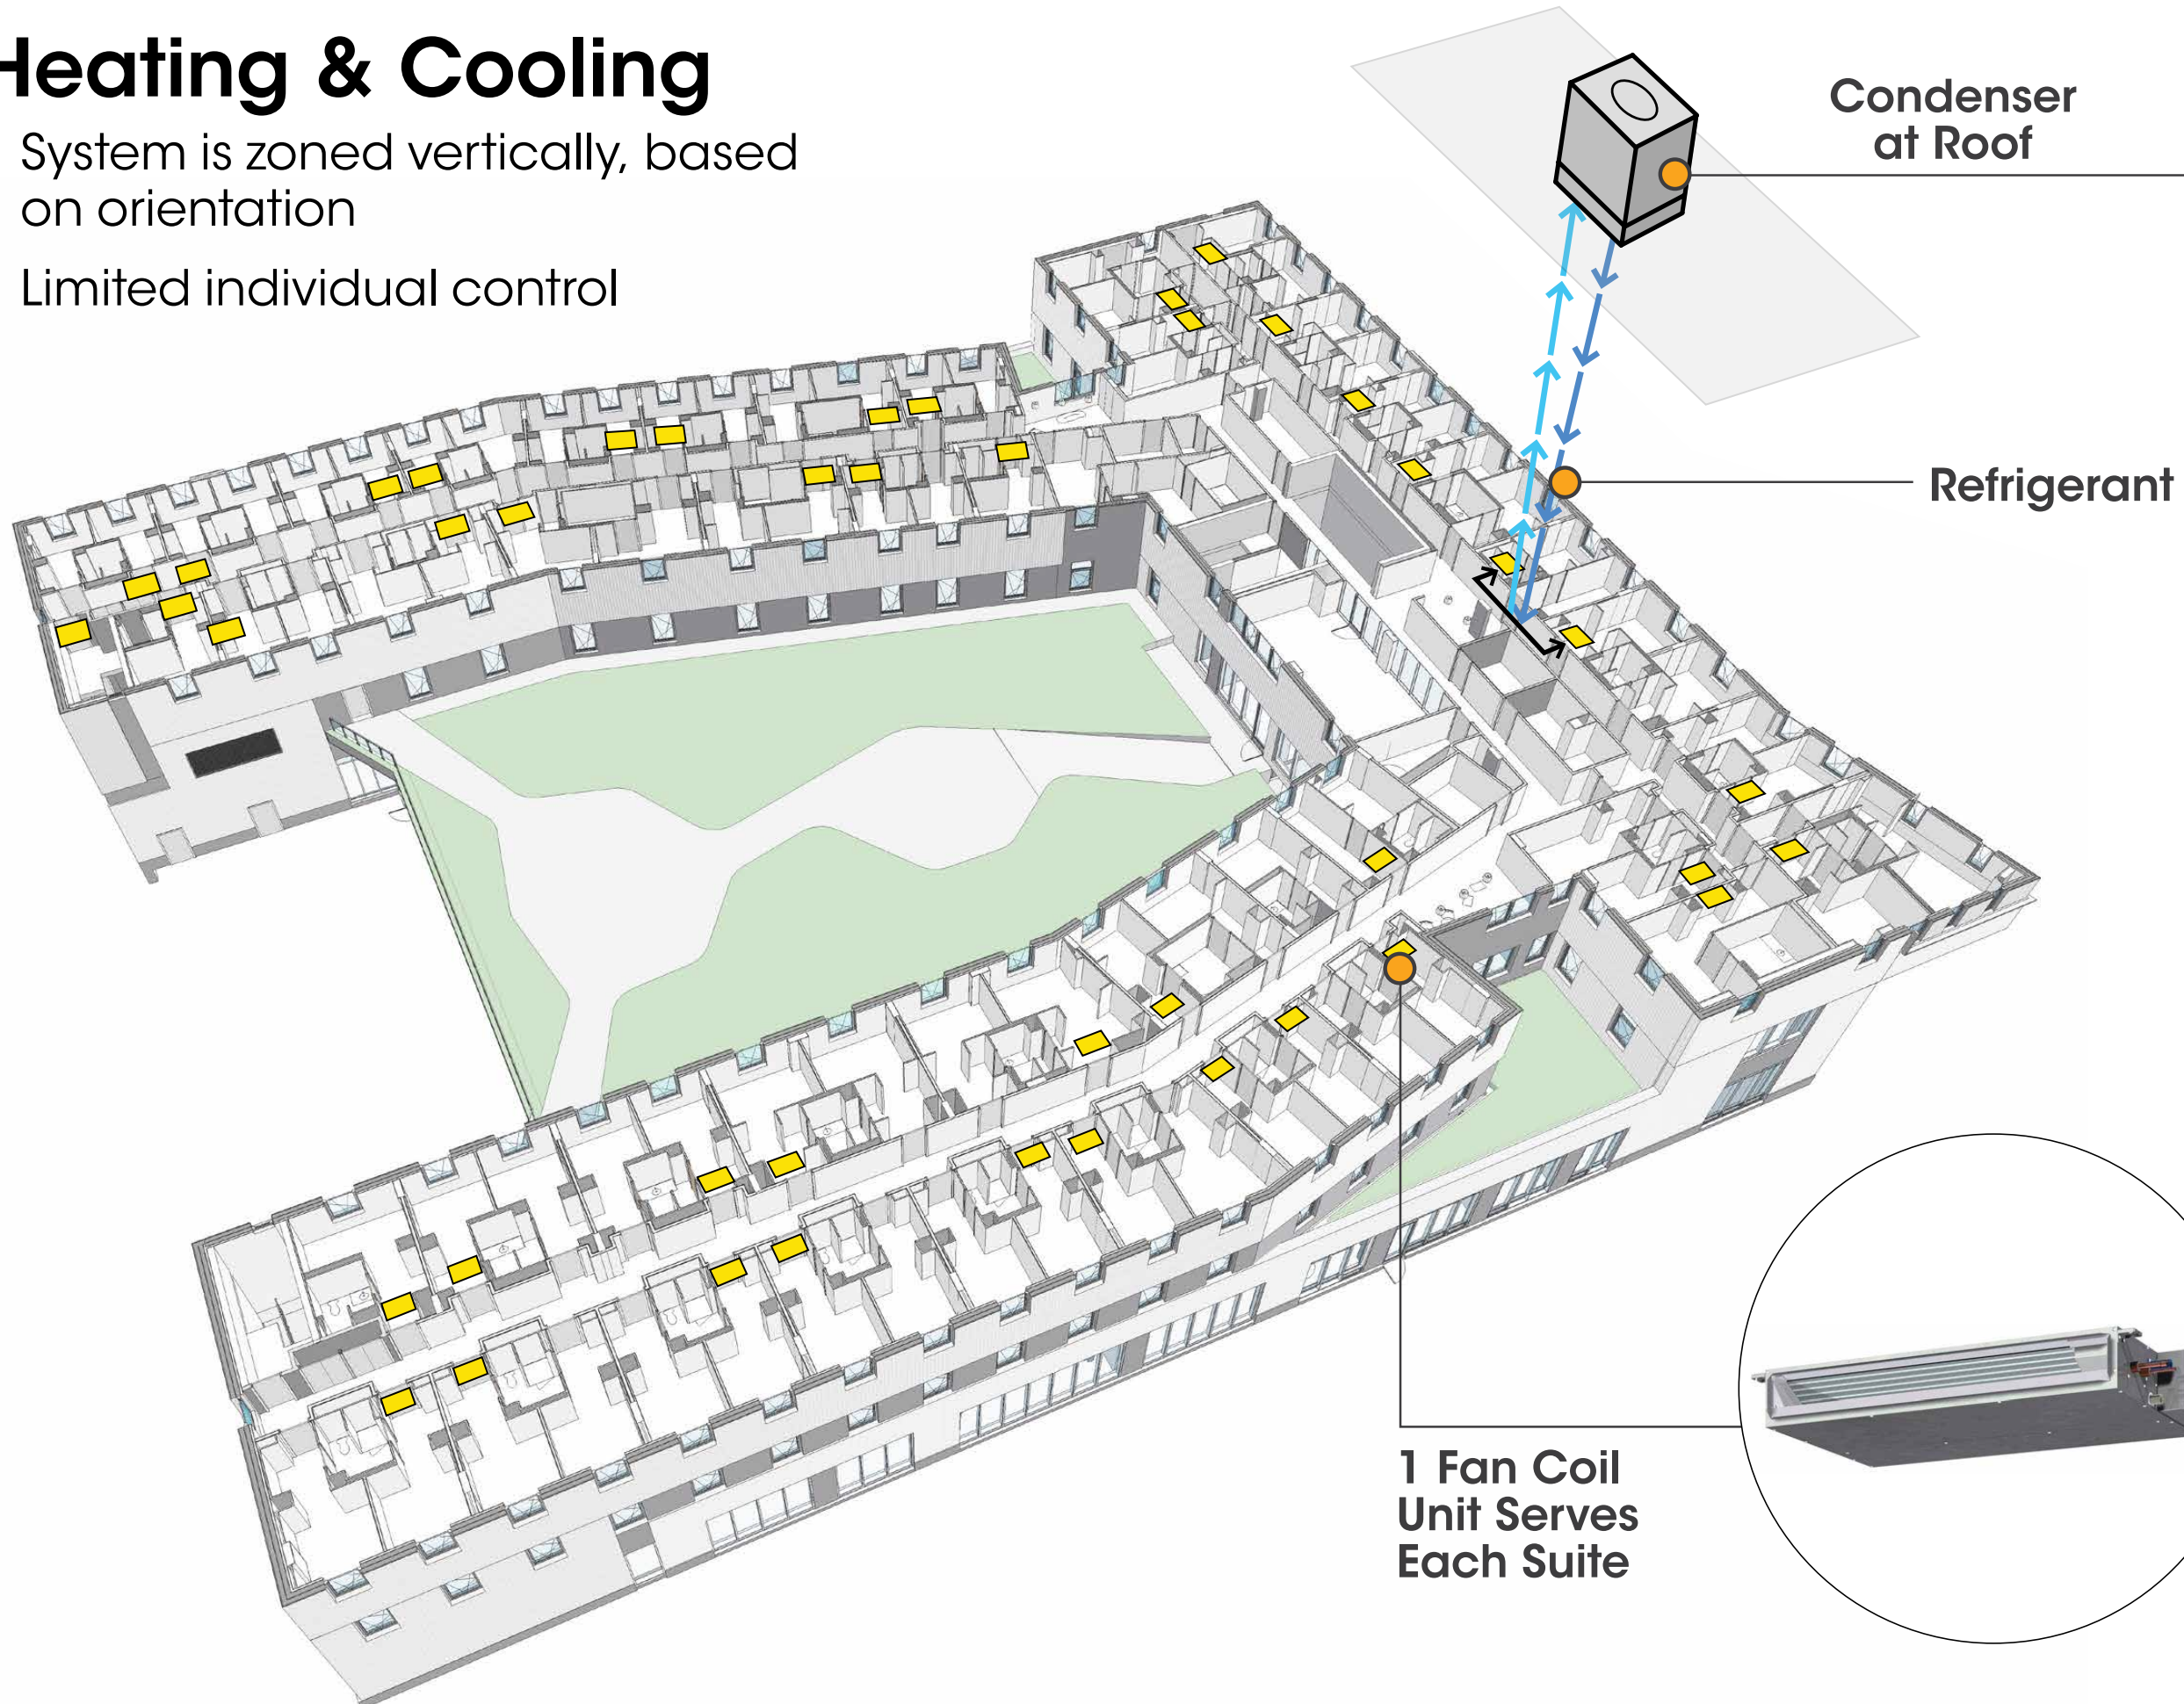 Heating & Cooling
System is zoned vertically, based
on orientation
Limited individual control
Condenser
at Roof
Refrigerant
1 Fan Coil
Unit Serves
Each Suite